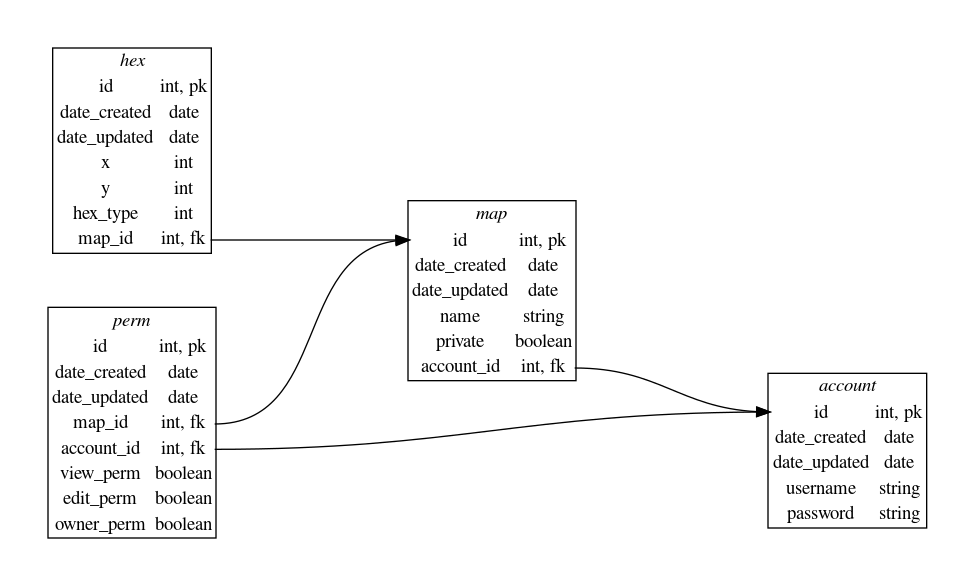 hex
id int, pk
date_created date
date_updated date
x int
y int
hex_type int
map_id int, fk
perm
id int, pk
date_created date
date_updated date
map_id int, fk
account_id int, fk
view_perm boolean
edit_perm boolean
owner_perm boolean
map
id int, pk
date_created date
date_updated date
name string
private boolean
account_id int, fk
account
id int, pk
date_created date
date_updated date
username string
password string